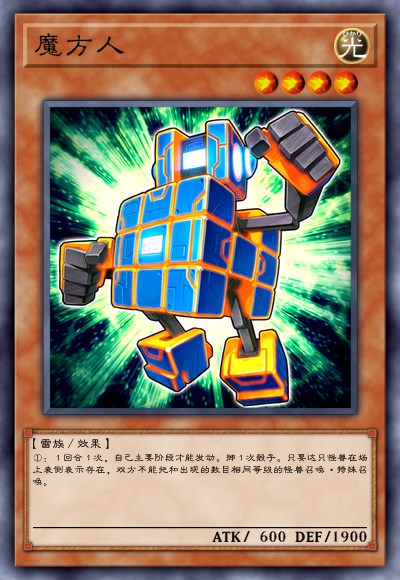 魔方人
光
【雷族／效果】
①：1回合1次，自己主要阶段才能发动。掷1次骰子。只要这只怪兽在场
上表侧表示存在，双方不能把和出现的数目相同等级的怪兽召唤・特殊召
唤。
ATK/ 600 DEF/1900